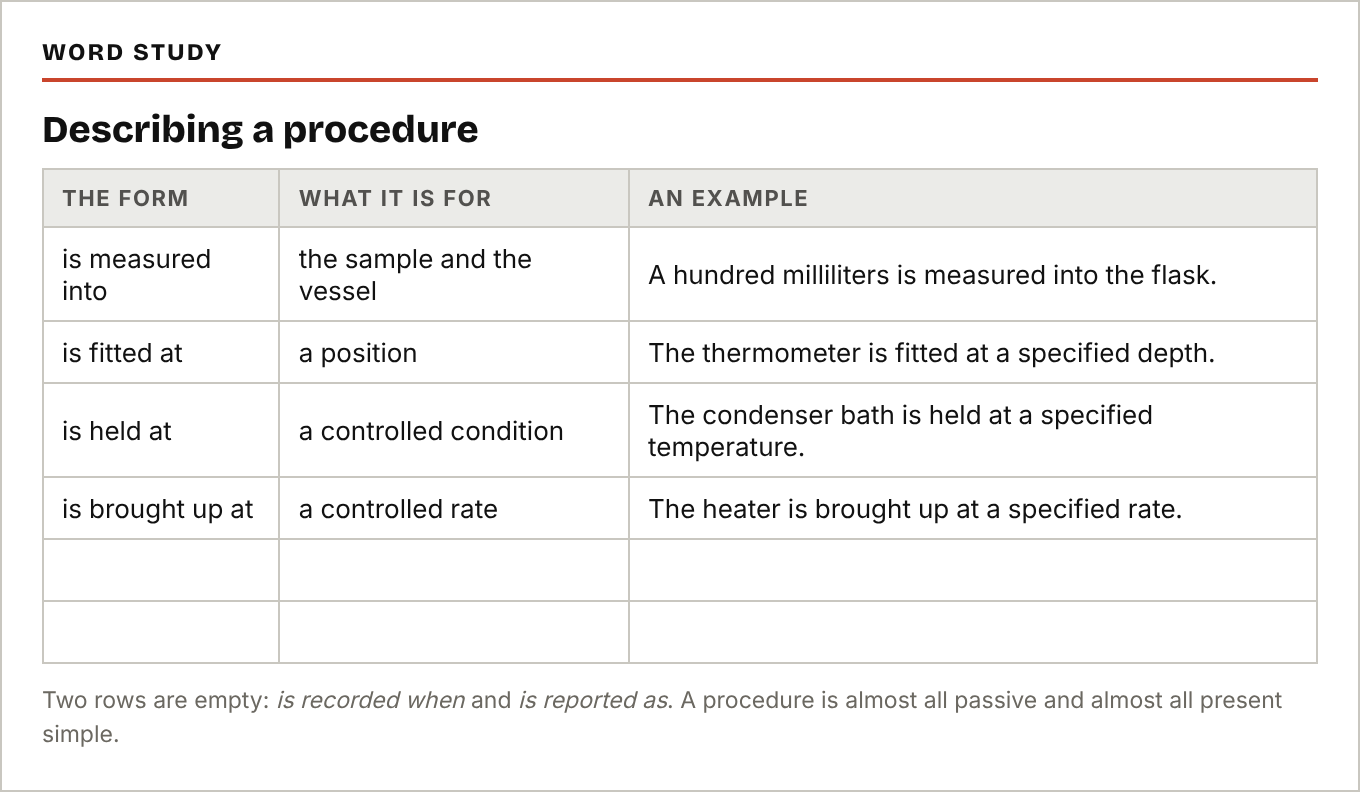 WORD STUDY
Describing a procedure
THE FORM WHAT IT IS FOR AN EXAMPLE
is measured into the sample and the vessel A hundred milliliters is measured into the flask.
is fitted at a position The thermometer is fitted at a specified depth.
is held at a controlled condition The condenser bath is held at a specified temperature.
is brought up at a controlled rate The heater is brought up at a specified rate.
Two rows are empty: is recorded when and is reported as. A procedure is almost all passive and almost all present
simple.